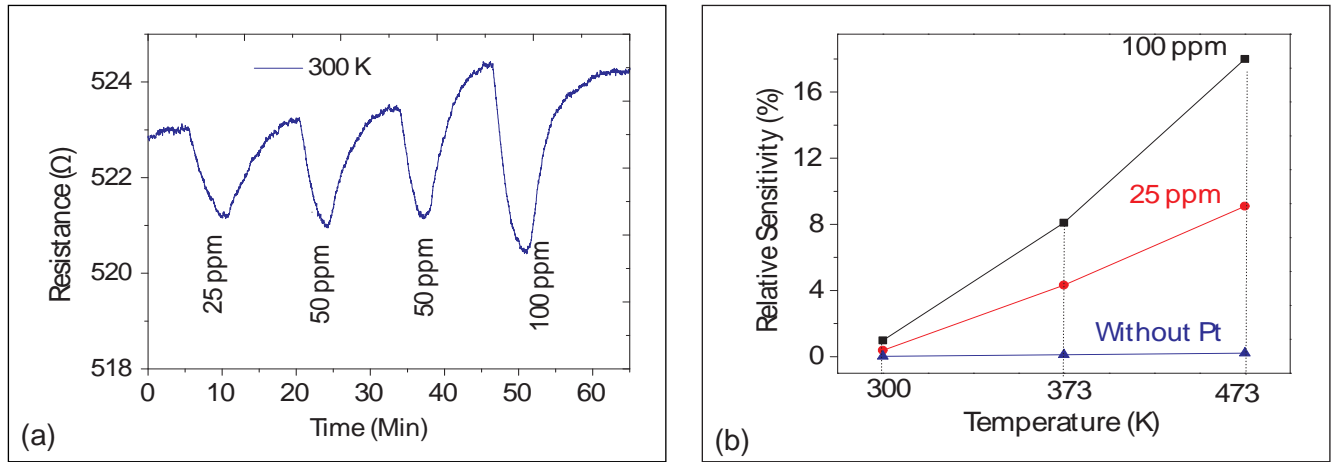 300 K
524
522
520
518
Resistance (Ω)
25 ppm
50 ppm
50 ppm
100 ppm
0 10 20 30 40 50 60
Time (Min)
(a)
100 ppm
25 ppm
Without Pt
16
12
8
4
0
Relative Sensitivity (%)
300 373 473
Temperature (K)
(b)